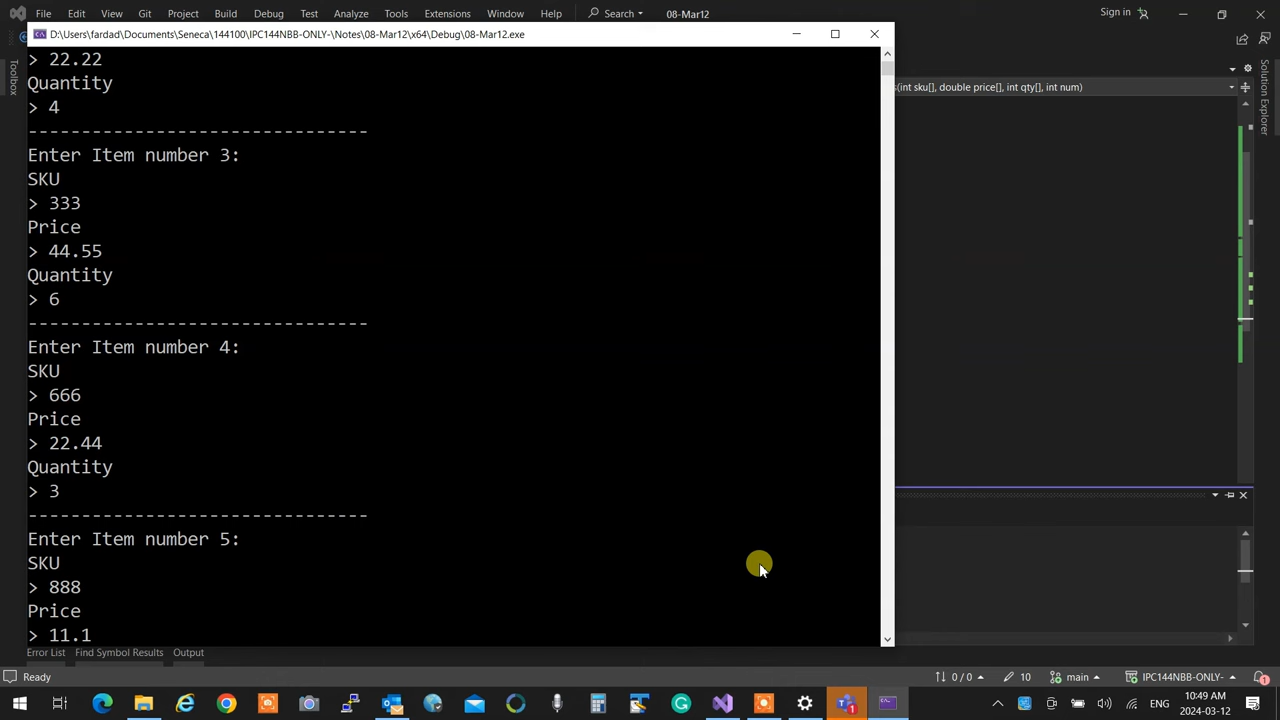 File Edit View Git Project Build Debug Test Analyze Tools Extensions Window Help Search 08-Mar12 Sign in
D:\Users\fardad\Documents\Seneca\144100\IPC144NBB-ONLY-\Notes\08-Mar12\x64\Debug\08-Mar12.exe
Toolbox
s(int sku[], double price[], int qty[], int num)
Solution Explorer
> 22.22
Quantity
> 4
--------------------------------
Enter Item number 3:
SKU
> 333
Price
> 44.55
Quantity
> 6
--------------------------------
Enter Item number 4:
SKU
> 666
Price
> 22.44
Quantity
> 3
--------------------------------
Enter Item number 5:
SKU
> 888
Price
> 11.1
Error List Find Symbol Results Output
Ready 0 / 0 10 main IPC144NBB-ONLY- 1
1 ENG 10:49 AM
2024-03-12